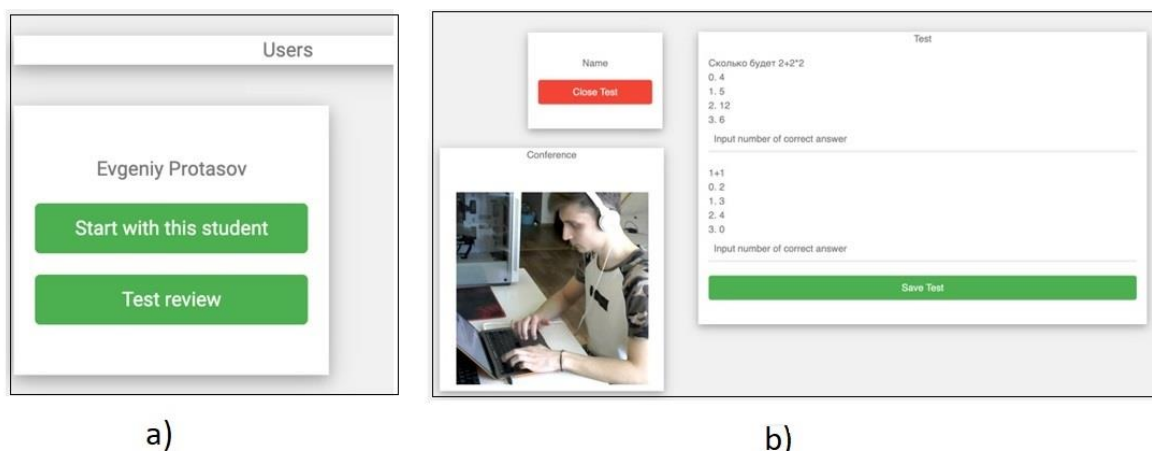 Users
Evgeniy Protasov
Start with this student
Test review
a)
Name
Close Test
Conference
Test
Сколько будет 2+2*2
0. 4
1. 5
2. 12
3. 6
Input number of correct answer
1+1
0. 2
1. 3
2. 4
3. 0
Input number of correct answer
Save Test
b)